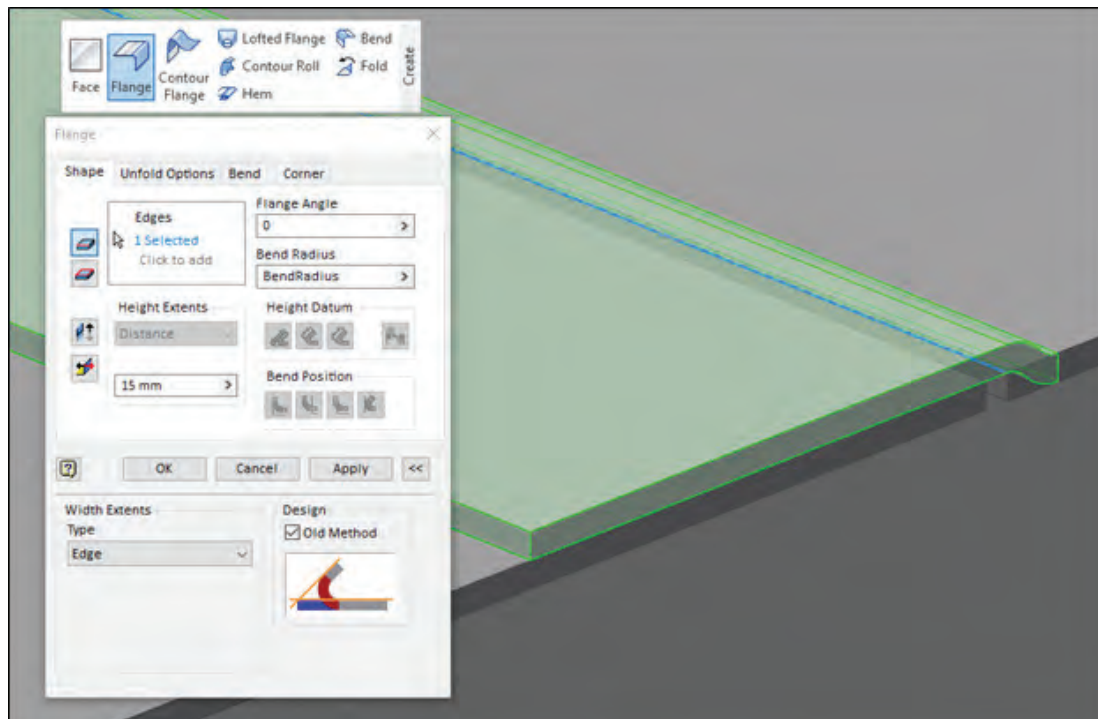 Face
Flange
Contour
Flange
Lofted Flange
Contour Roll
Hem
Bend
Fold
Create
Flange
Shape
Unfold Options
Bend
Corner
Edges
1 Selected
Click to add
Flange Angle
0
Bend Radius
BendRadius
Height Extents
Distance
15 mm
Height Datum
Bend Position
OK
Cancel
Apply
<<
Width Extents
Type
Edge
Design
Old Method